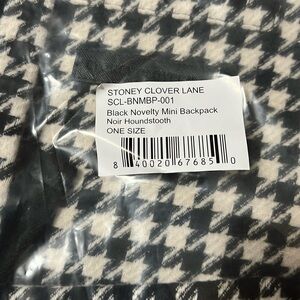 STONEY CLOVER LANE
SCL-BNMBP-001
Black Novelty Mini Backpack
Noir Houndstooth
ONE SIZE
8 40020 67685 0